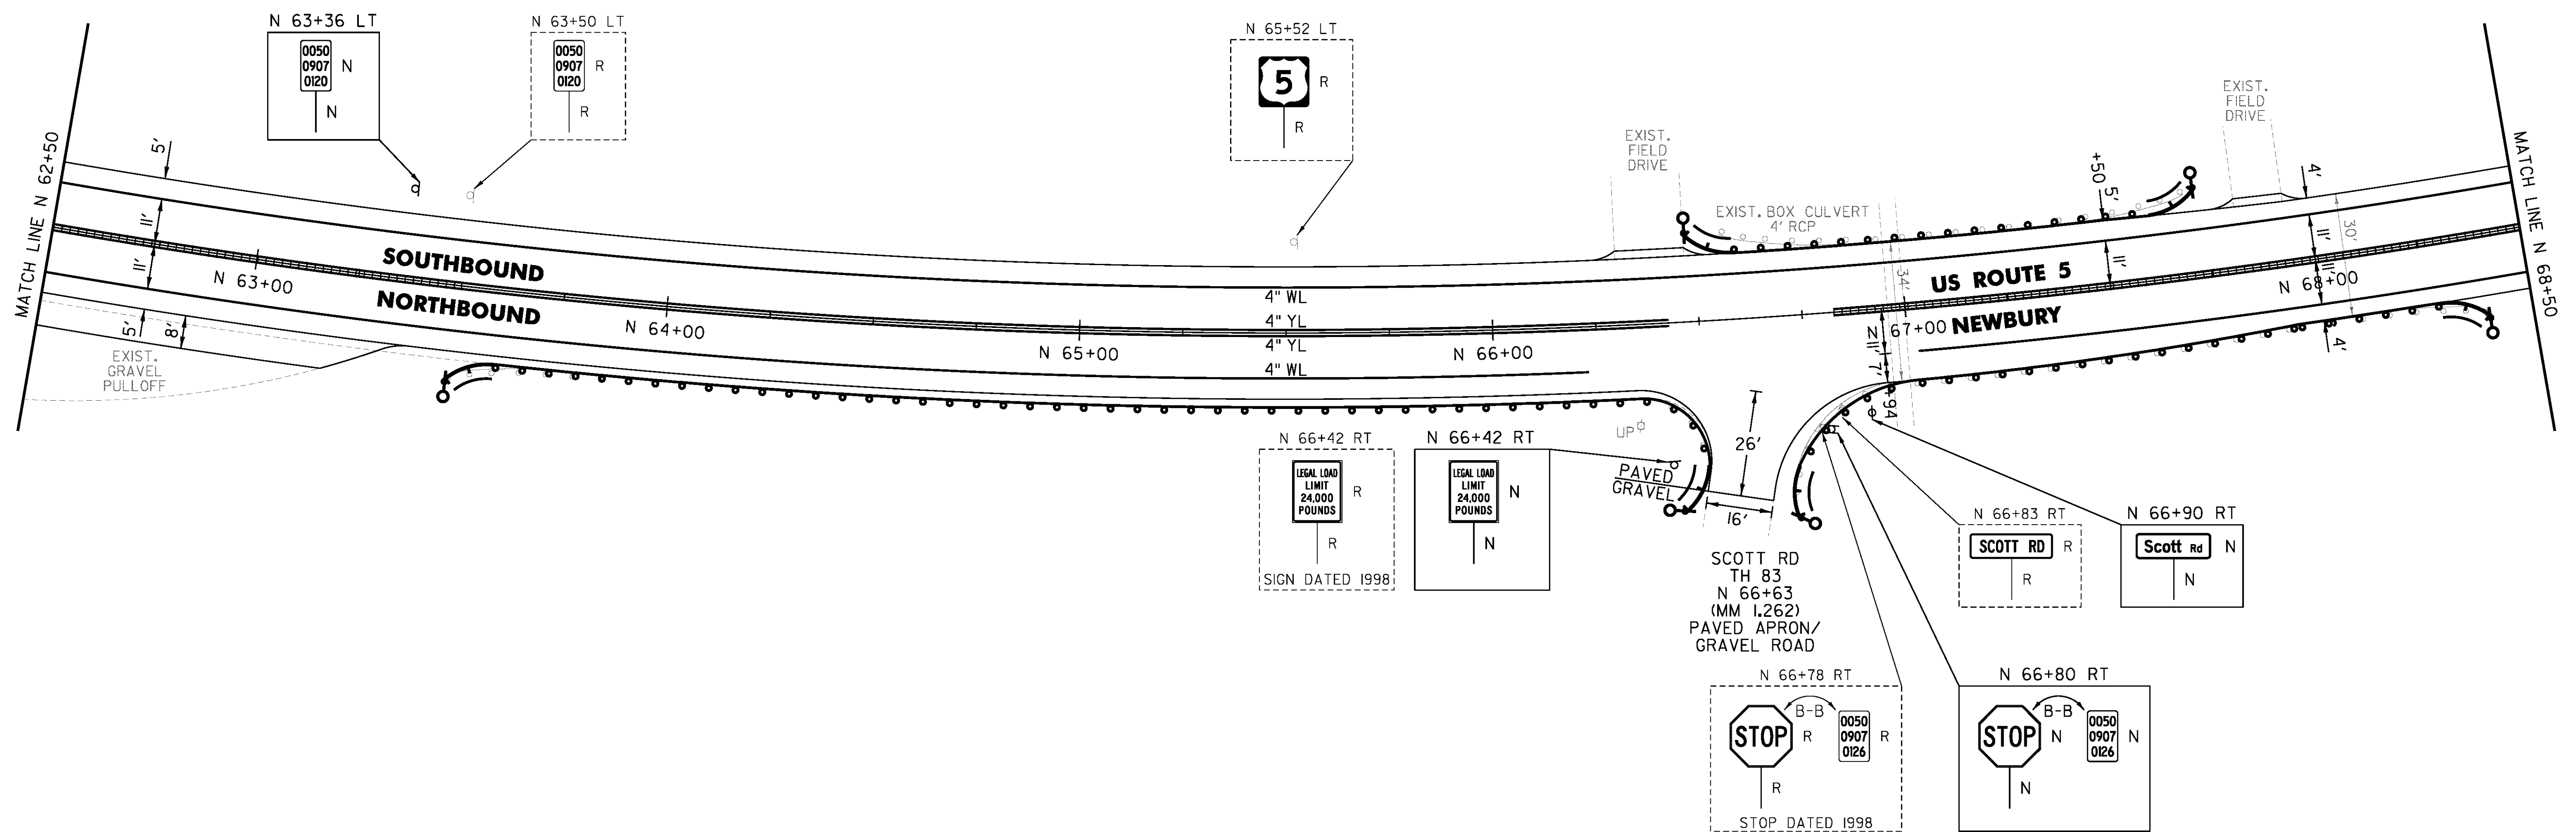 N 63+36 LT
0050
0907
0120
N
N
N 63+50 LT
0050
0907
0120
R
R
N 65+52 LT
5
R
R
EXIST.
FIELD
DRIVE
EXIST.
FIELD
DRIVE
MATCH LINE N 62+50
MATCH LINE N 68+50
5'
11'
11'
5'
8'
EXIST.
GRAVEL
PULLOFF
N 63+00
SOUTHBOUND
NORTHBOUND
N 64+00
N 65+00
4" WL
4" YL
4" YL
4" WL
N 66+00
EXIST. BOX CULVERT
4' RCP
+50
5'
4'
34'
11'
US ROUTE 5
NEWBURY
N 67+00
11'
7'
+94
11'
11'
30'
N 68+00
4'
UP
PAVED
GRAVEL
26'
16'
N 66+42 RT
LEGAL LOAD
LIMIT
24,000
POUNDS
R
R
SIGN DATED 1998
N 66+42 RT
LEGAL LOAD
LIMIT
24,000
POUNDS
N
N
SCOTT RD
TH 83
N 66+63
(MM 1.262)
PAVED APRON/
GRAVEL ROAD
N 66+83 RT
SCOTT RD
R
R
N 66+90 RT
Scott Rd
N
N
N 66+78 RT
STOP
R
B-B
0050
0907
0126
R
R
STOP DATED 1998
N 66+80 RT
STOP
N
B-B
0050
0907
0126
N
N